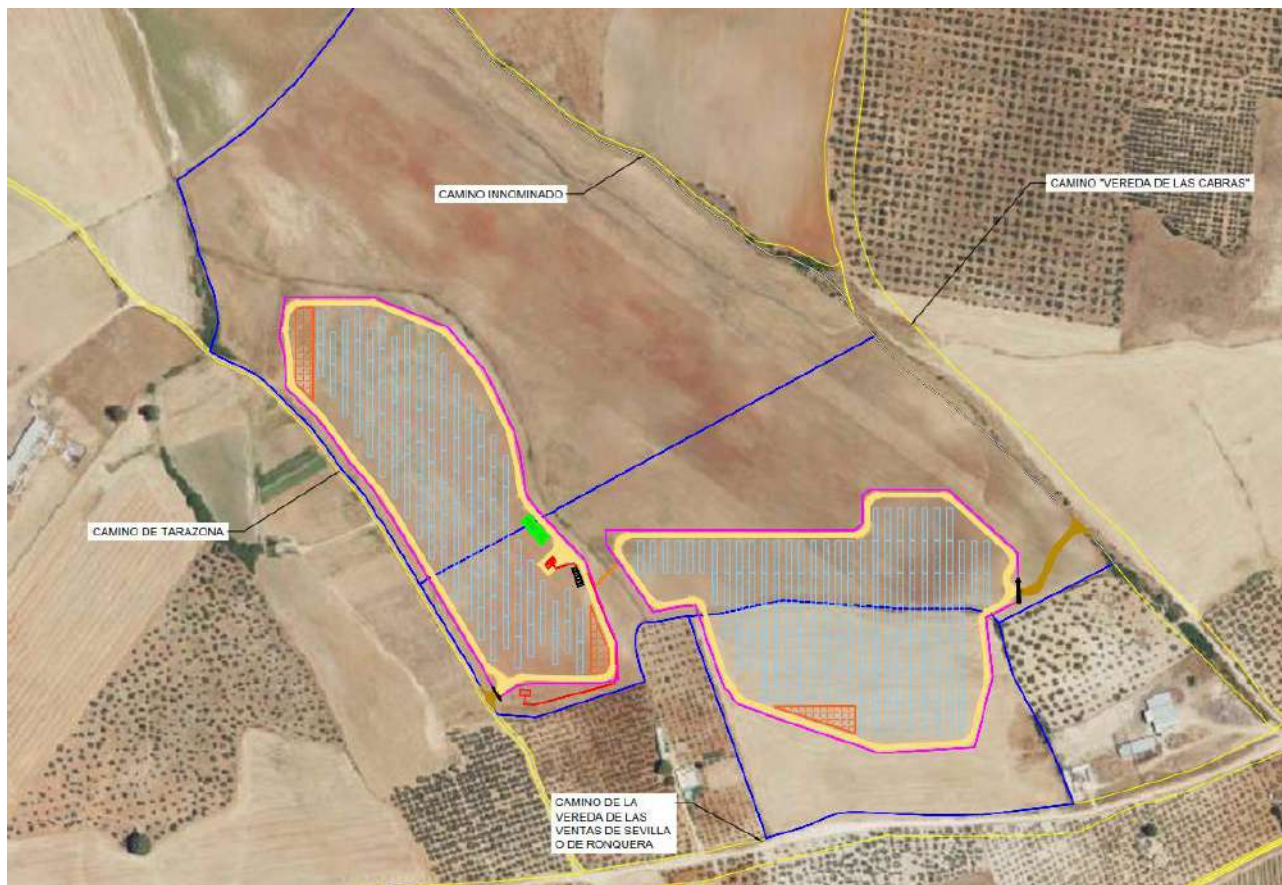 CAMINO INNOMINADO
CAMINO "VEREDA DE LAS CABRAS"
CAMINO DE TARAZONA
CAMINO DE LA
VEREDA DE LAS
VENTAS DE SEVILLA
O DE RONQUERA